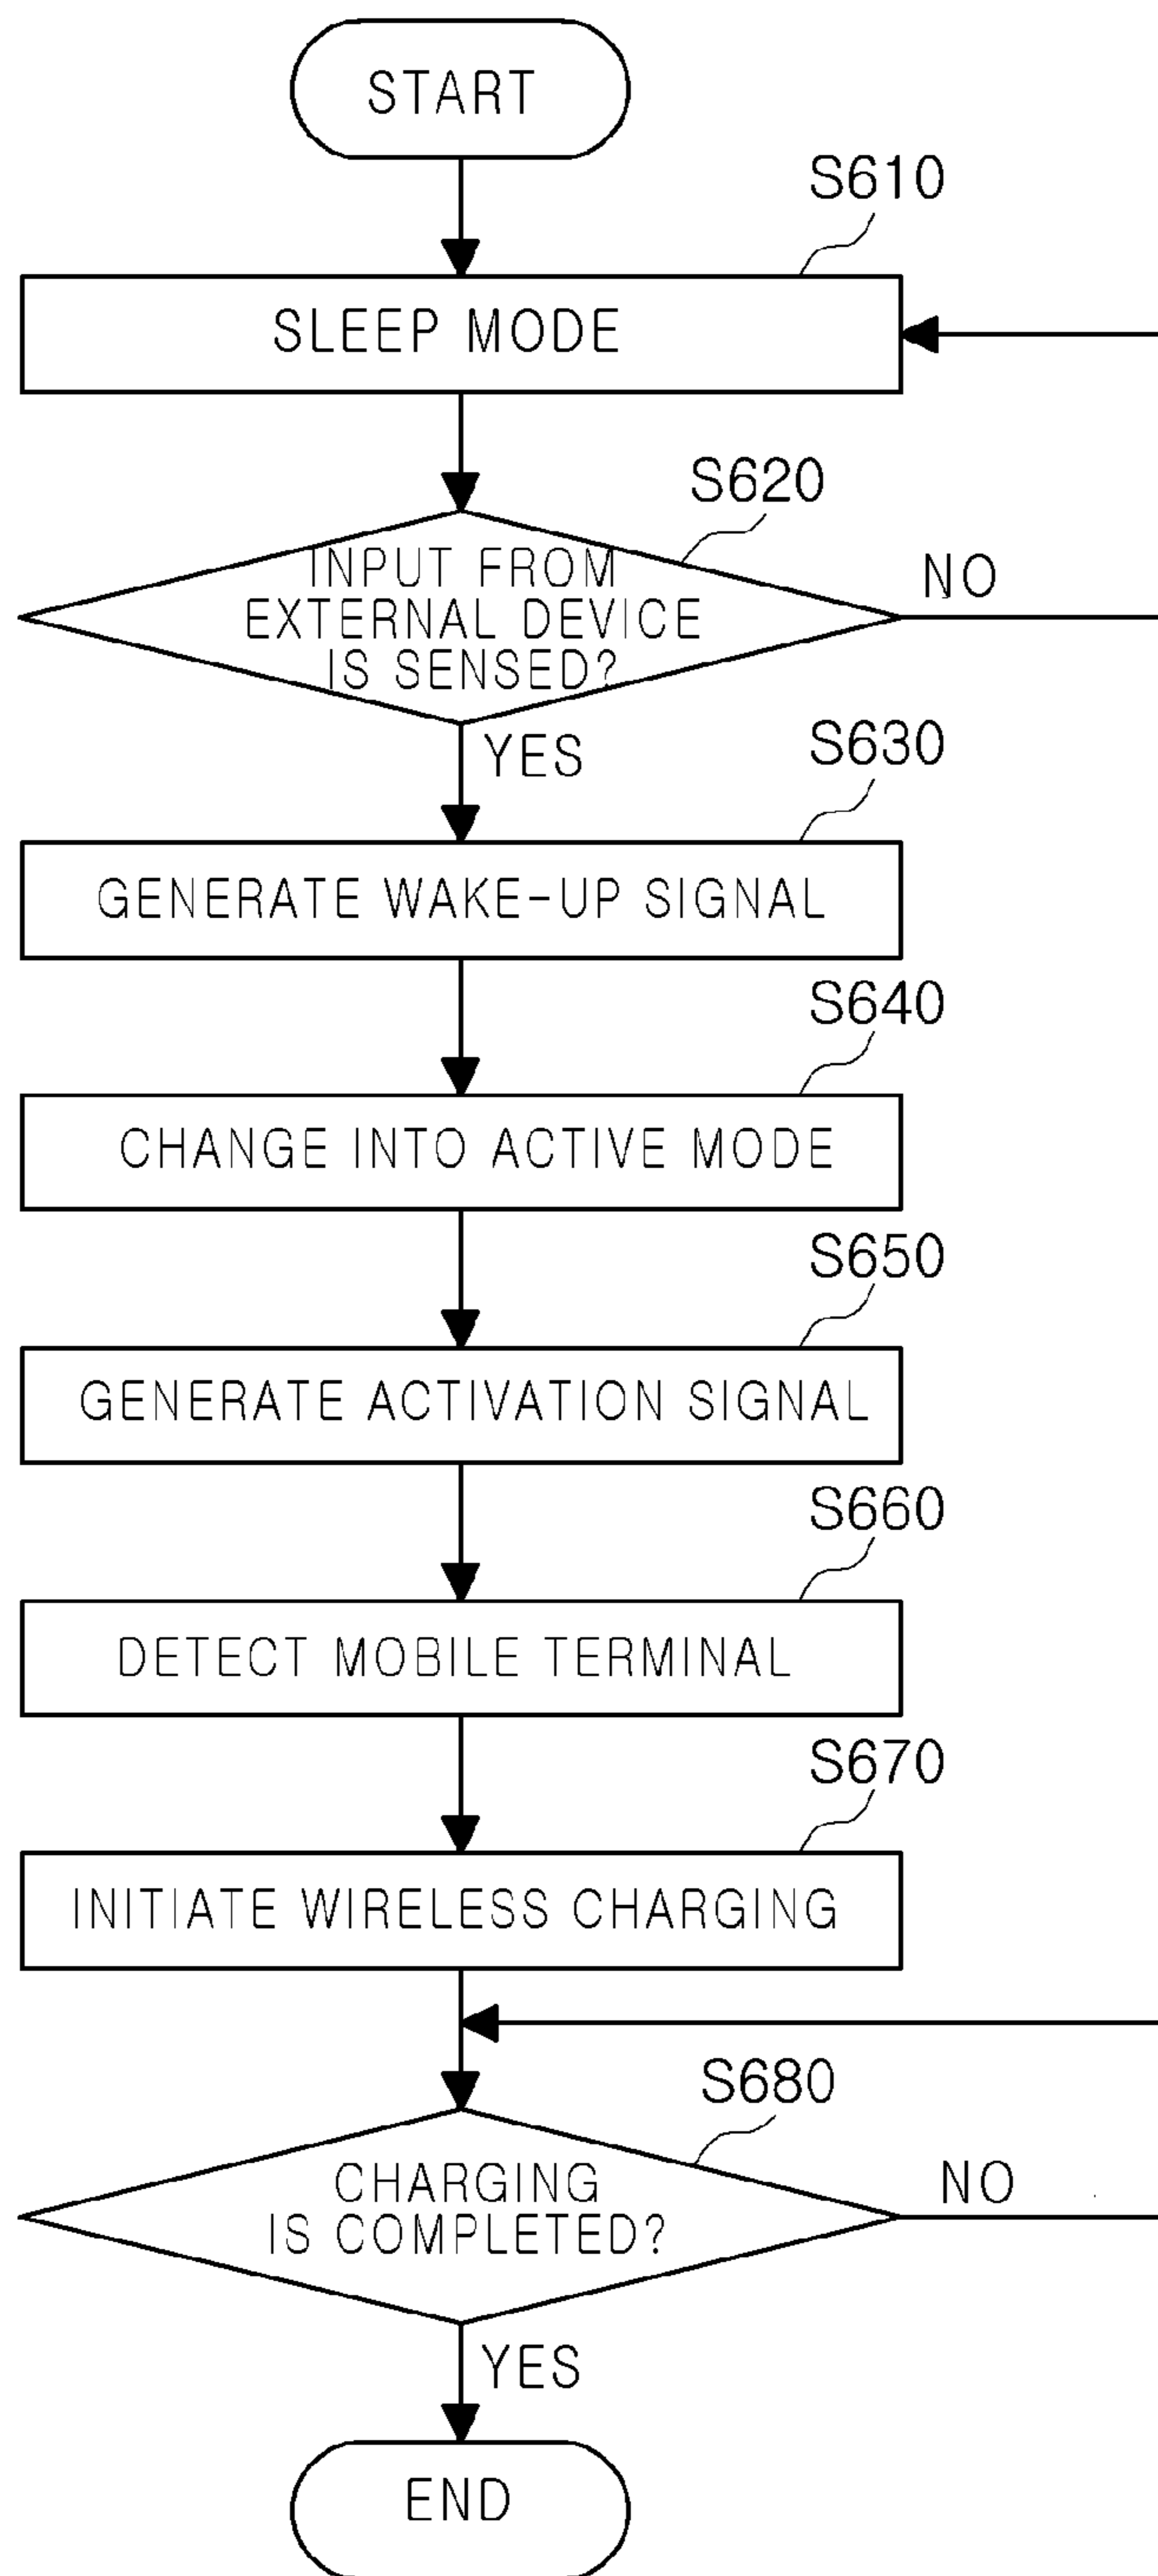 START
S610
SLEEP MODE
S620
INPUT FROM
EXTERNAL DEVICE
IS SENSED?
NO
YES
S630
GENERATE WAKE-UP SIGNAL
S640
CHANGE INTO ACTIVE MODE
S650
GENERATE ACTIVATION SIGNAL
S660
DETECT MOBILE TERMINAL
S670
INITIATE WIRELESS CHARGING
S680
CHARGING
IS COMPLETED?
NO
YES
END